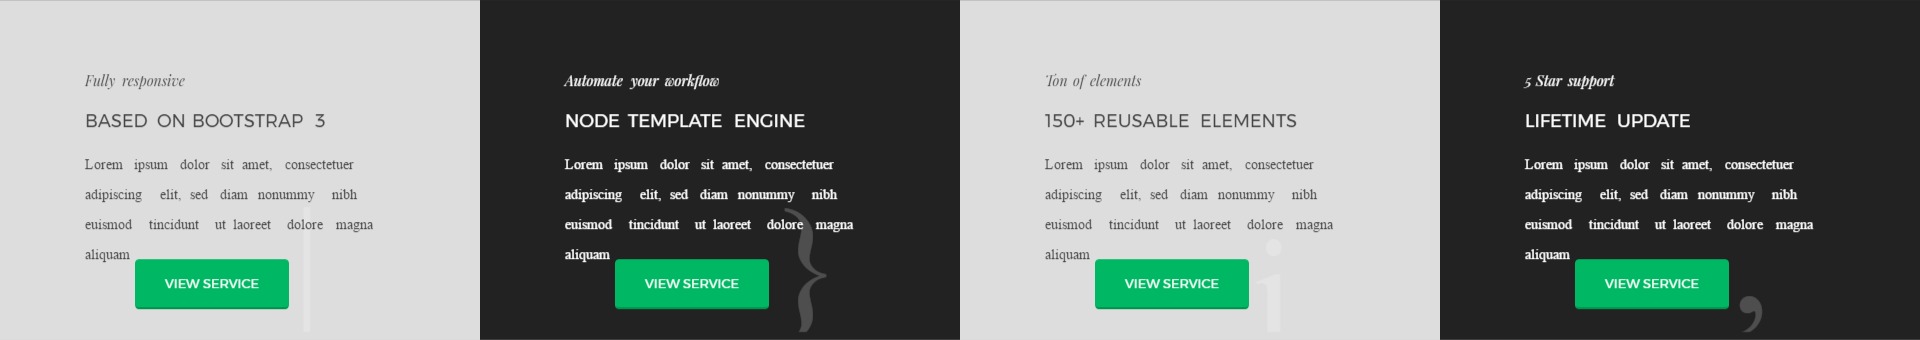 Fully responsive
BASED ON BOOTSTRAP 3
Lorem ipsum dolor sit amet, consectetuer
adipiscing elit, sed diam nonummy nibh
euismod tincidunt ut laoreet dolore magna
aliquam
VIEW SERVICE
|
Automate your workflow
NODE TEMPLATE ENGINE
Lorem ipsum dolor sit amet, consectetuer
adipiscing elit, sed diam nonummy nibh
euismod tincidunt ut laoreet dolore magna
aliquam
VIEW SERVICE
}
Ton of elements
150+ REUSABLE ELEMENTS
Lorem ipsum dolor sit amet, consectetuer
adipiscing elit, sed diam nonummy nibh
euismod tincidunt ut laoreet dolore magna
aliquam
VIEW SERVICE
i
5 Star support
LIFETIME UPDATE
Lorem ipsum dolor sit amet, consectetuer
adipiscing elit, sed diam nonummy nibh
euismod tincidunt ut laoreet dolore magna
aliquam
VIEW SERVICE
,